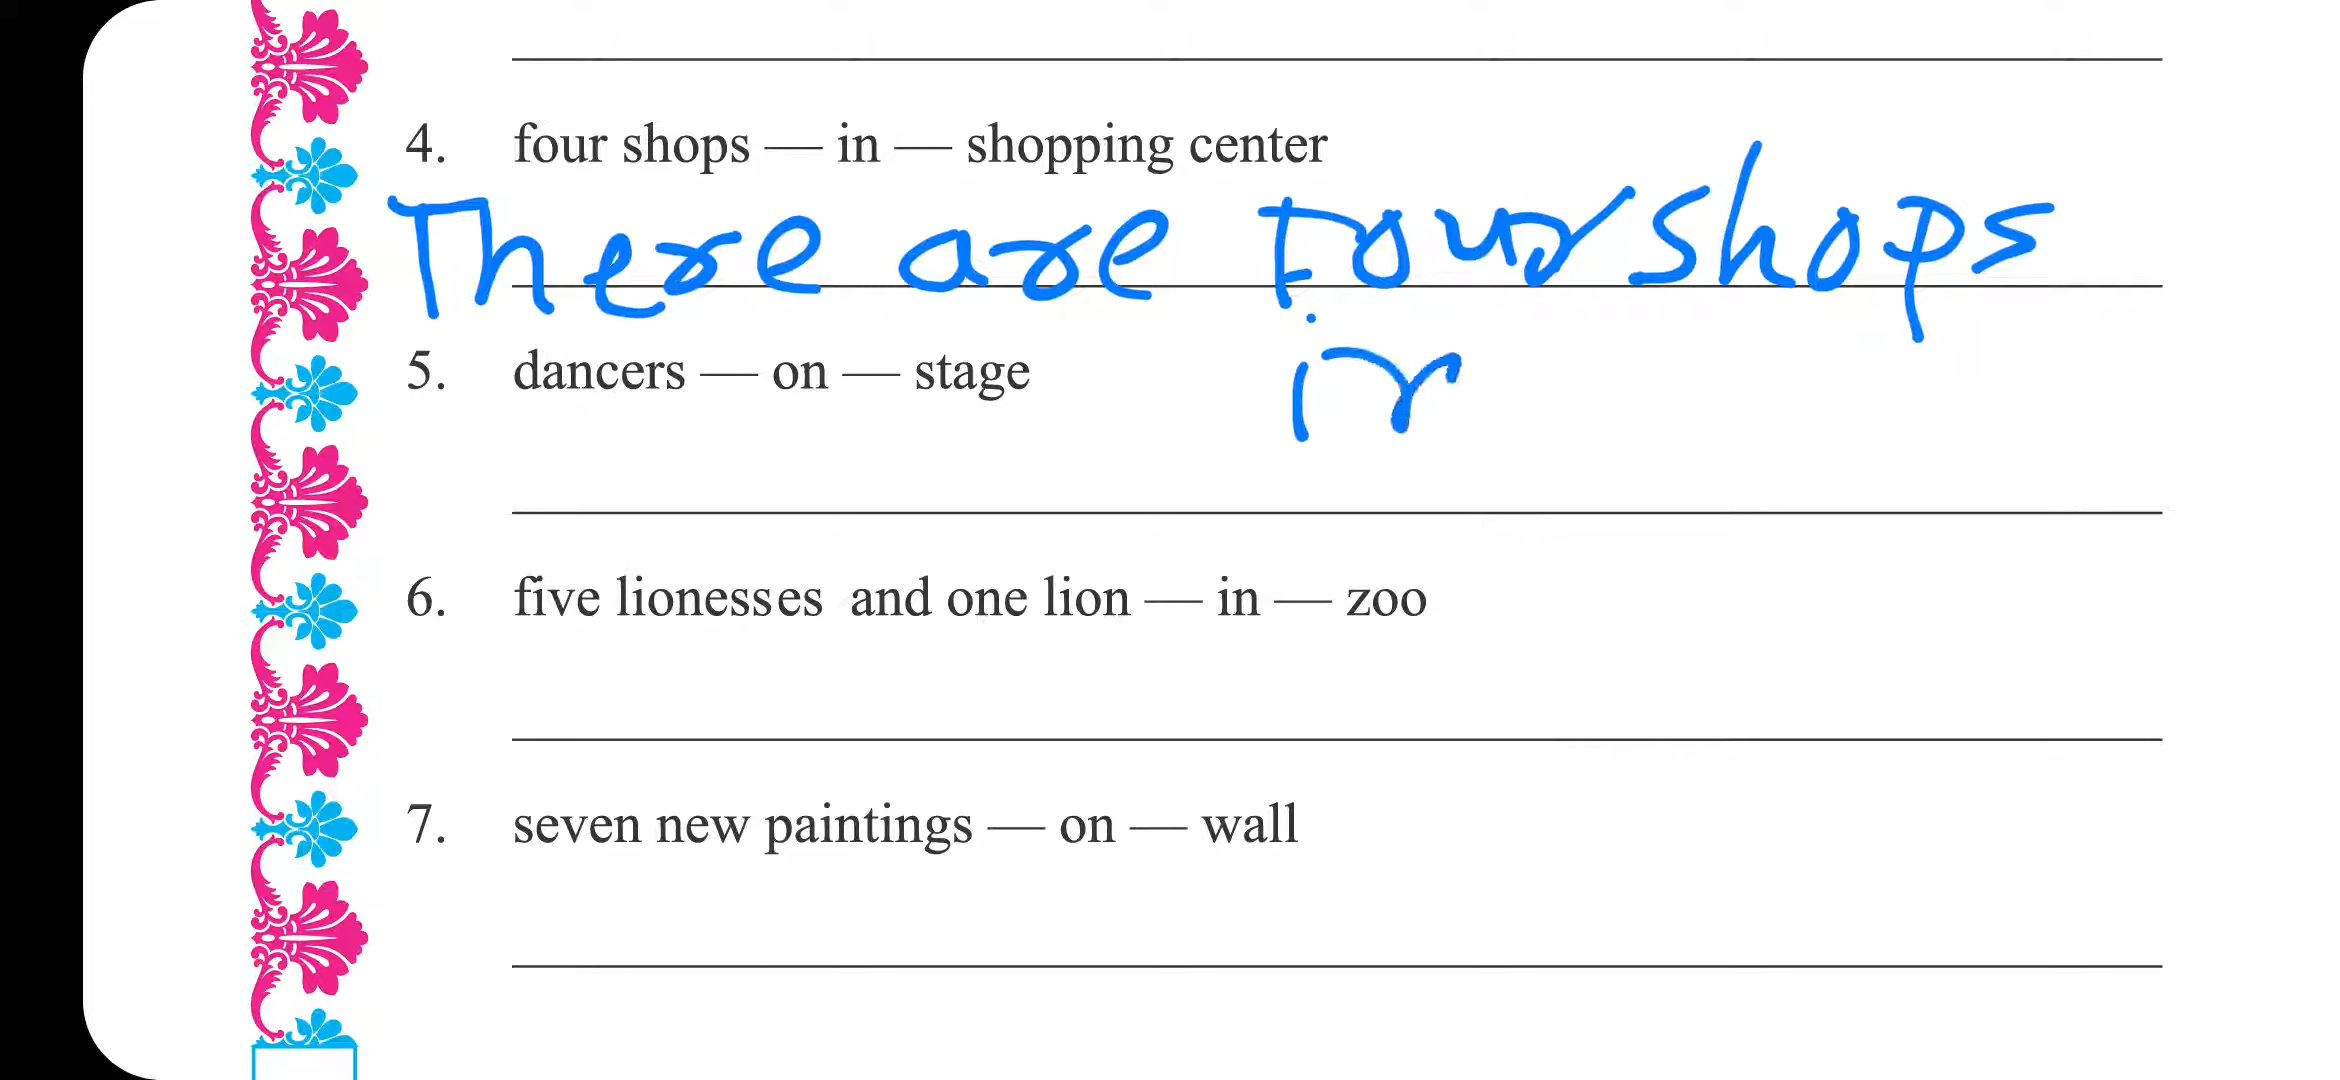 4. four shops — in — shopping center
There are four shops
in
5. dancers — on — stage
6. five lionesses and one lion — in — zoo
7. seven new paintings — on — wall